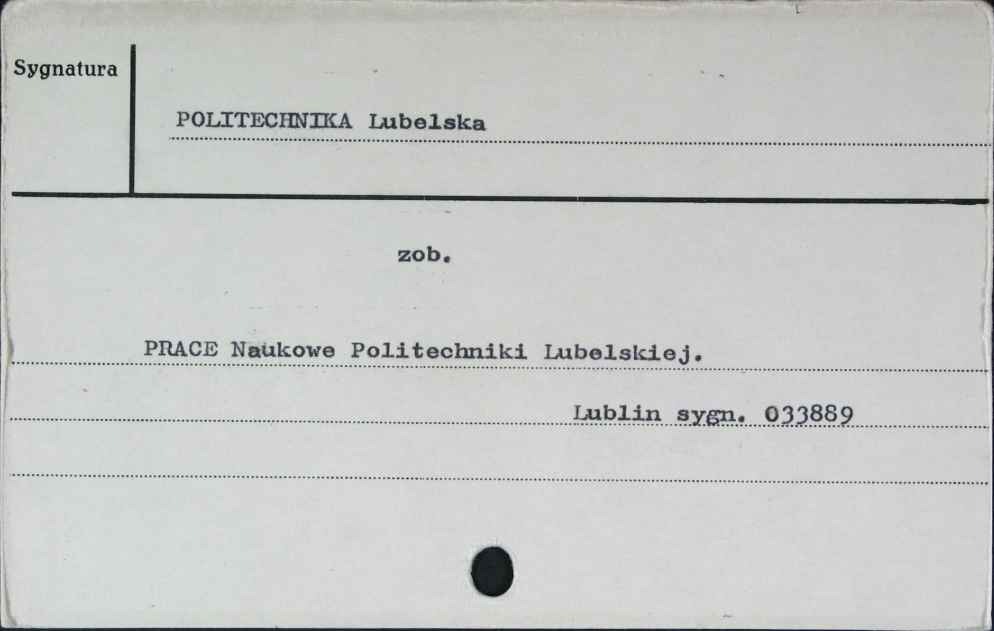 Sygnatura
POLITECHNIKA Lubelska
zob.
PRACE Naukowe Politechniki Lubelskiej.
Lublin sygn. 033889